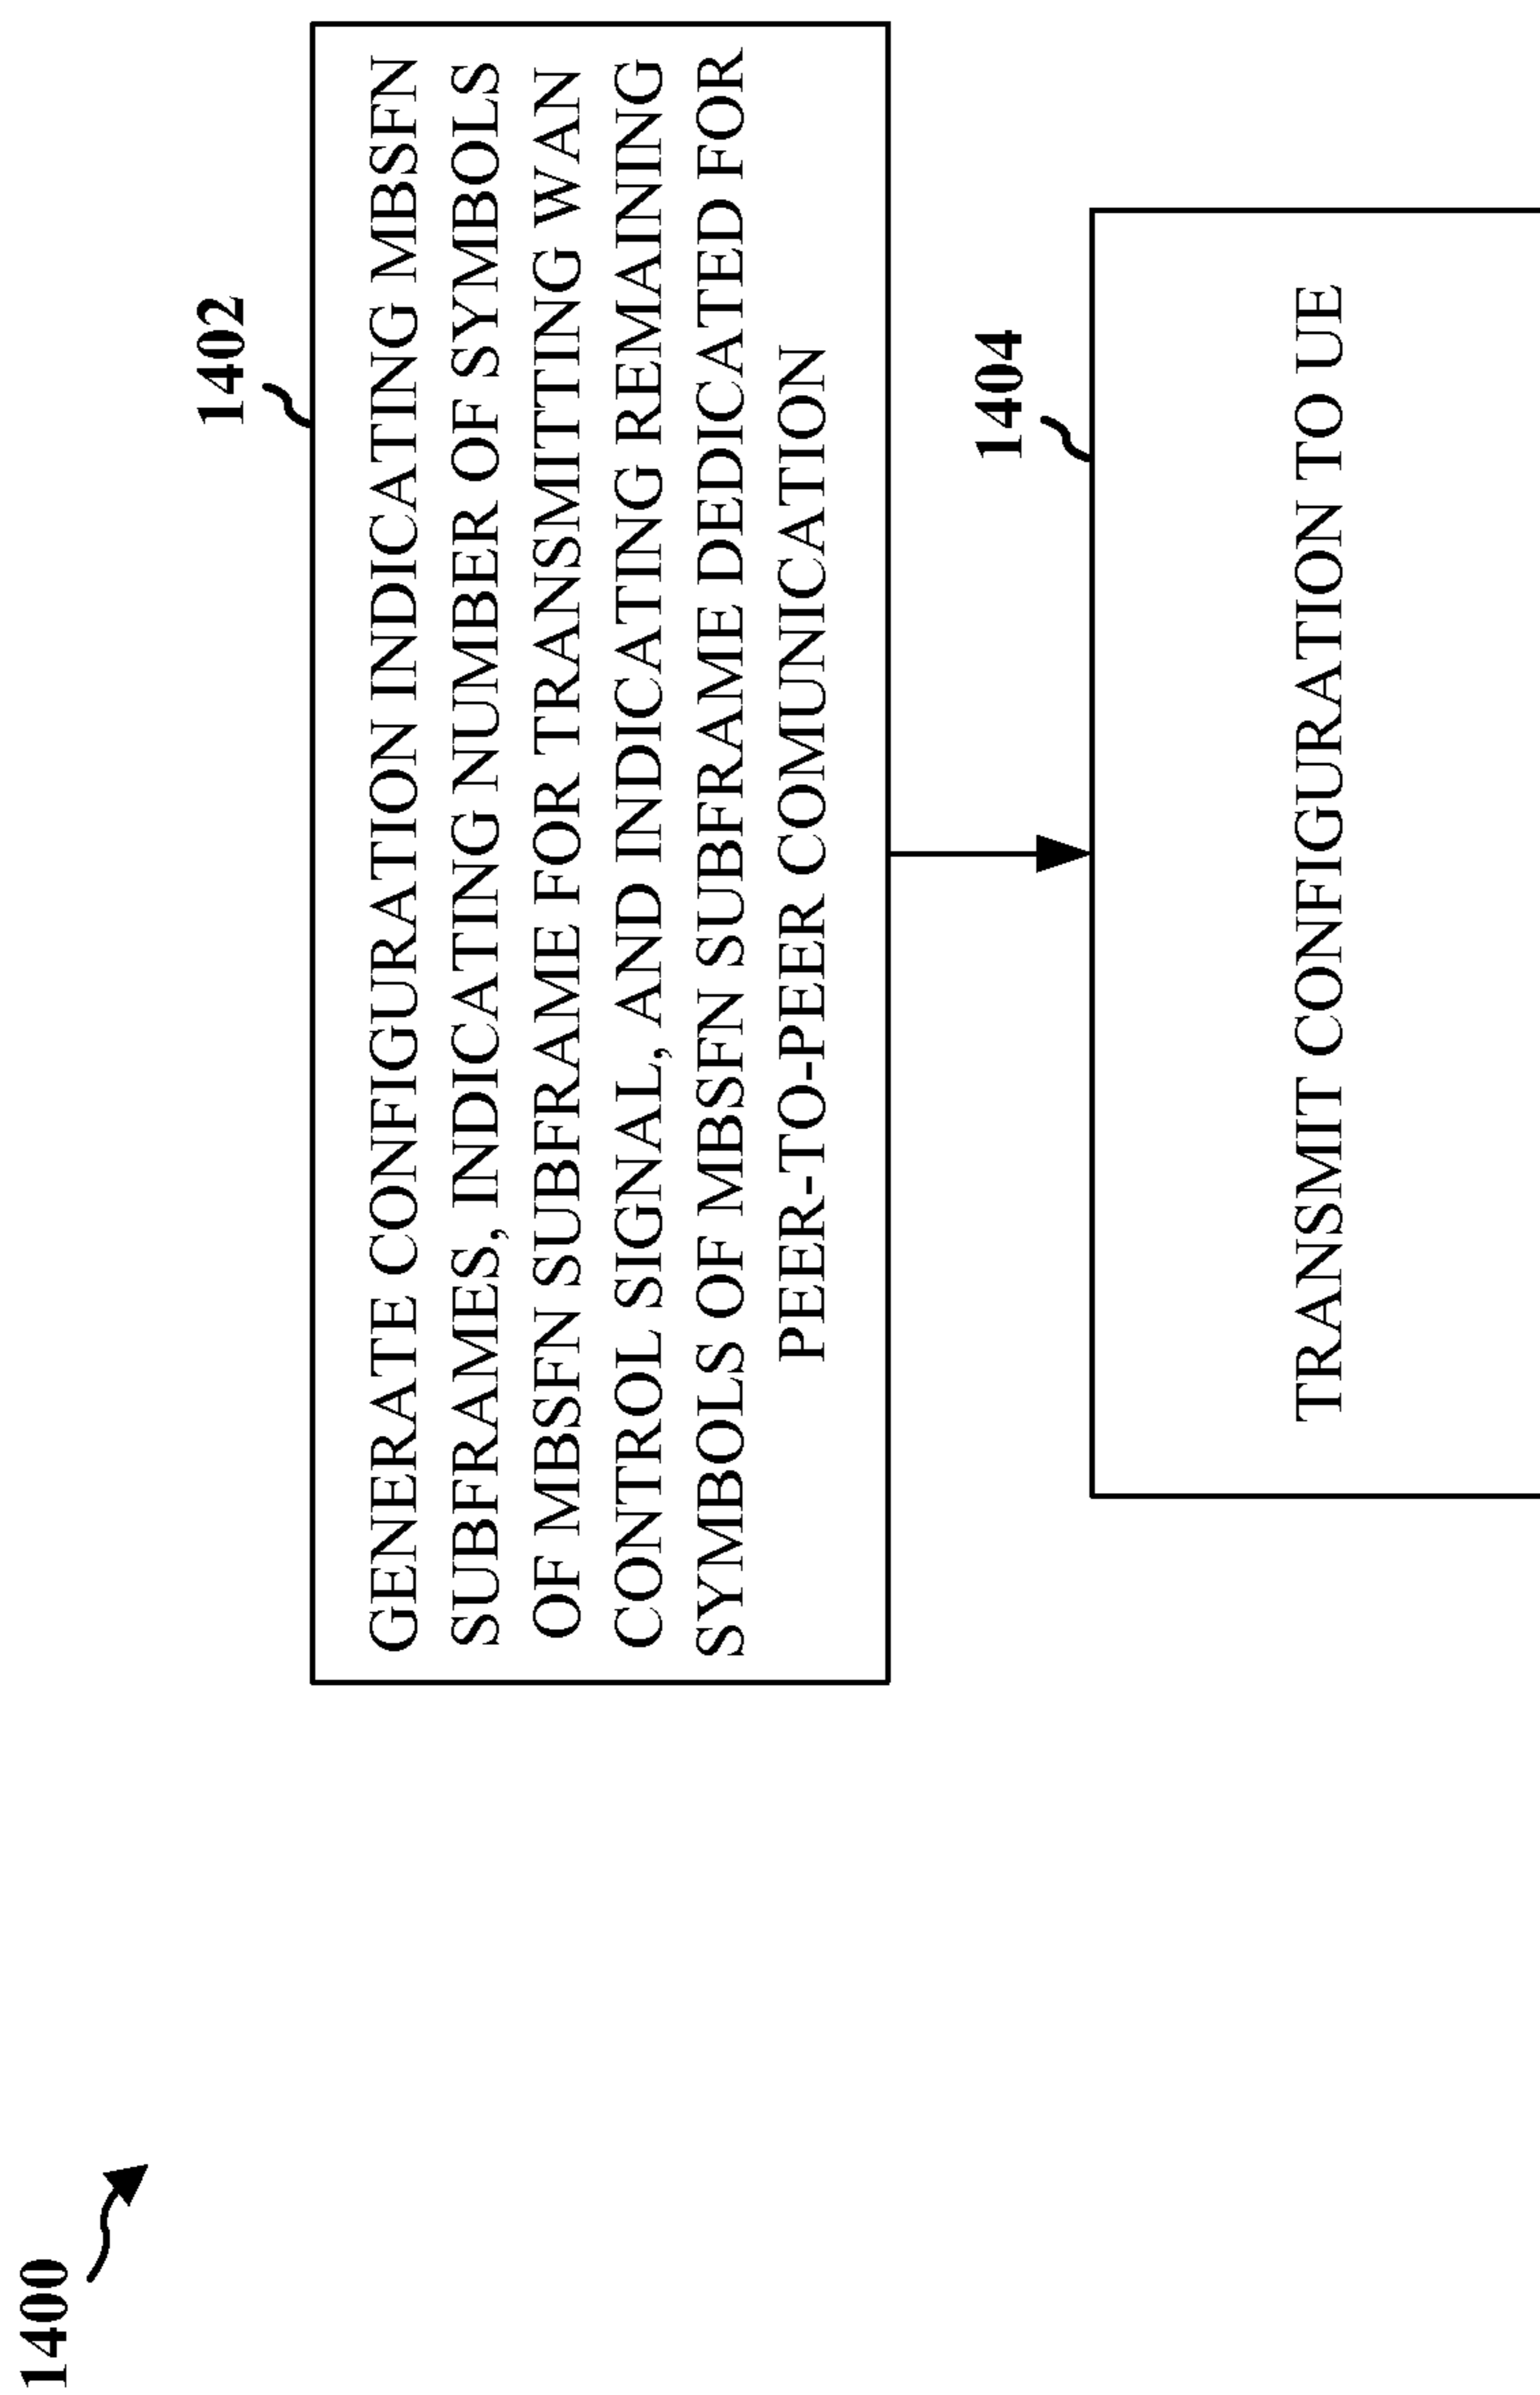 1400
1402
GENERATE CONFIGURATION INDICATING MBSFN
SUBFRAMES, INDICATING NUMBER OF SYMBOLS
OF MBSFN SUBFRAME FOR TRANSMITTING WAN
CONTROL SIGNAL, AND INDICATING REMAINING
SYMBOLS OF MBSFN SUBFRAME DEDICATED FOR
PEER-TO-PEER COMUNICATION
1404
TRANSMIT CONFIGURATION TO UE